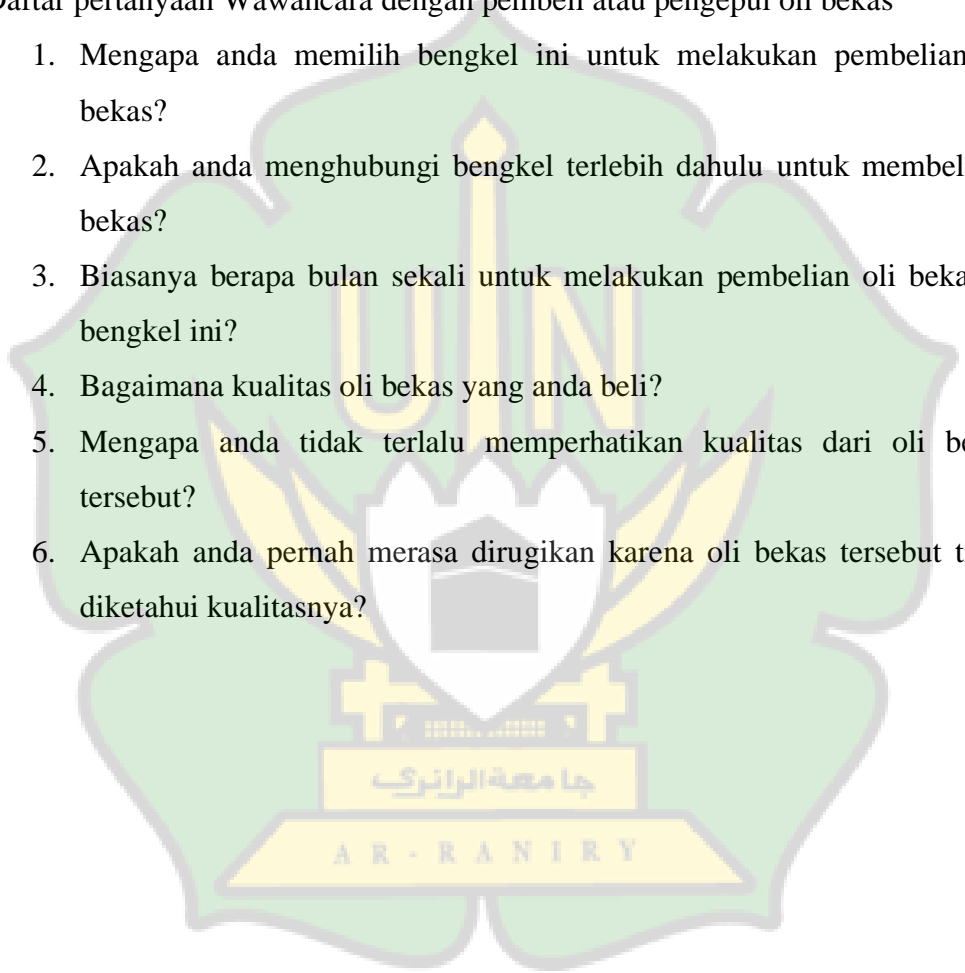 Daftar pertanyaan Wawancara dengan pembeli atau pengepul oli bekas
1. Mengapa anda memilih bengkel ini untuk melakukan pembelian
bekas?
2. Apakah anda menghubungi bengkel terlebih dahulu untuk
bekas?
3. Biasanya berapa bulan sekali untuk melakukan pembelian oli
bengkel ini?
4. Bagaimana kualitas oli bekas yang anda beli?
5. Mengapa anda tidak terlalu memperhatikan kualitas dari oli
tersebut?
6. Apakah anda pernah merasa dirugikan karena oli bekas tersebut
diketahui kualitasnya?
UIN
جامعة الرانري
AR-RANIRY